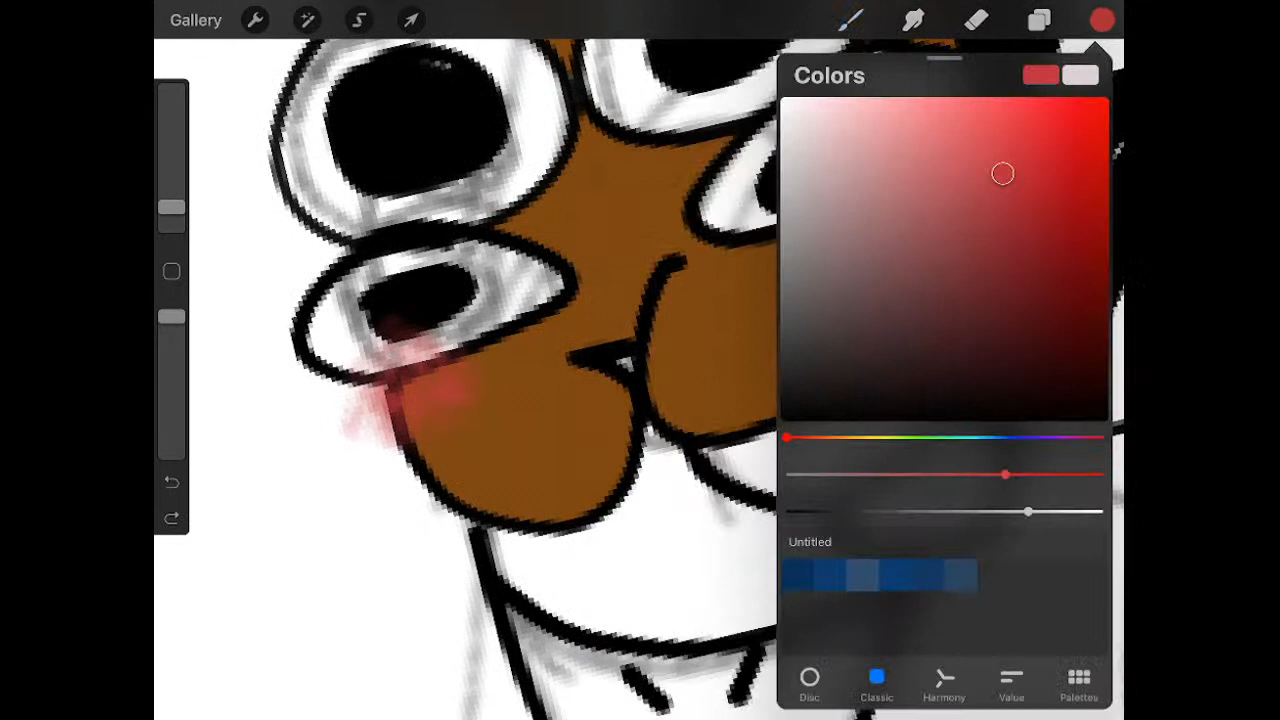 Gallery
Colors
Untitled
Disc
Classic
Harmony
Value
Palettes